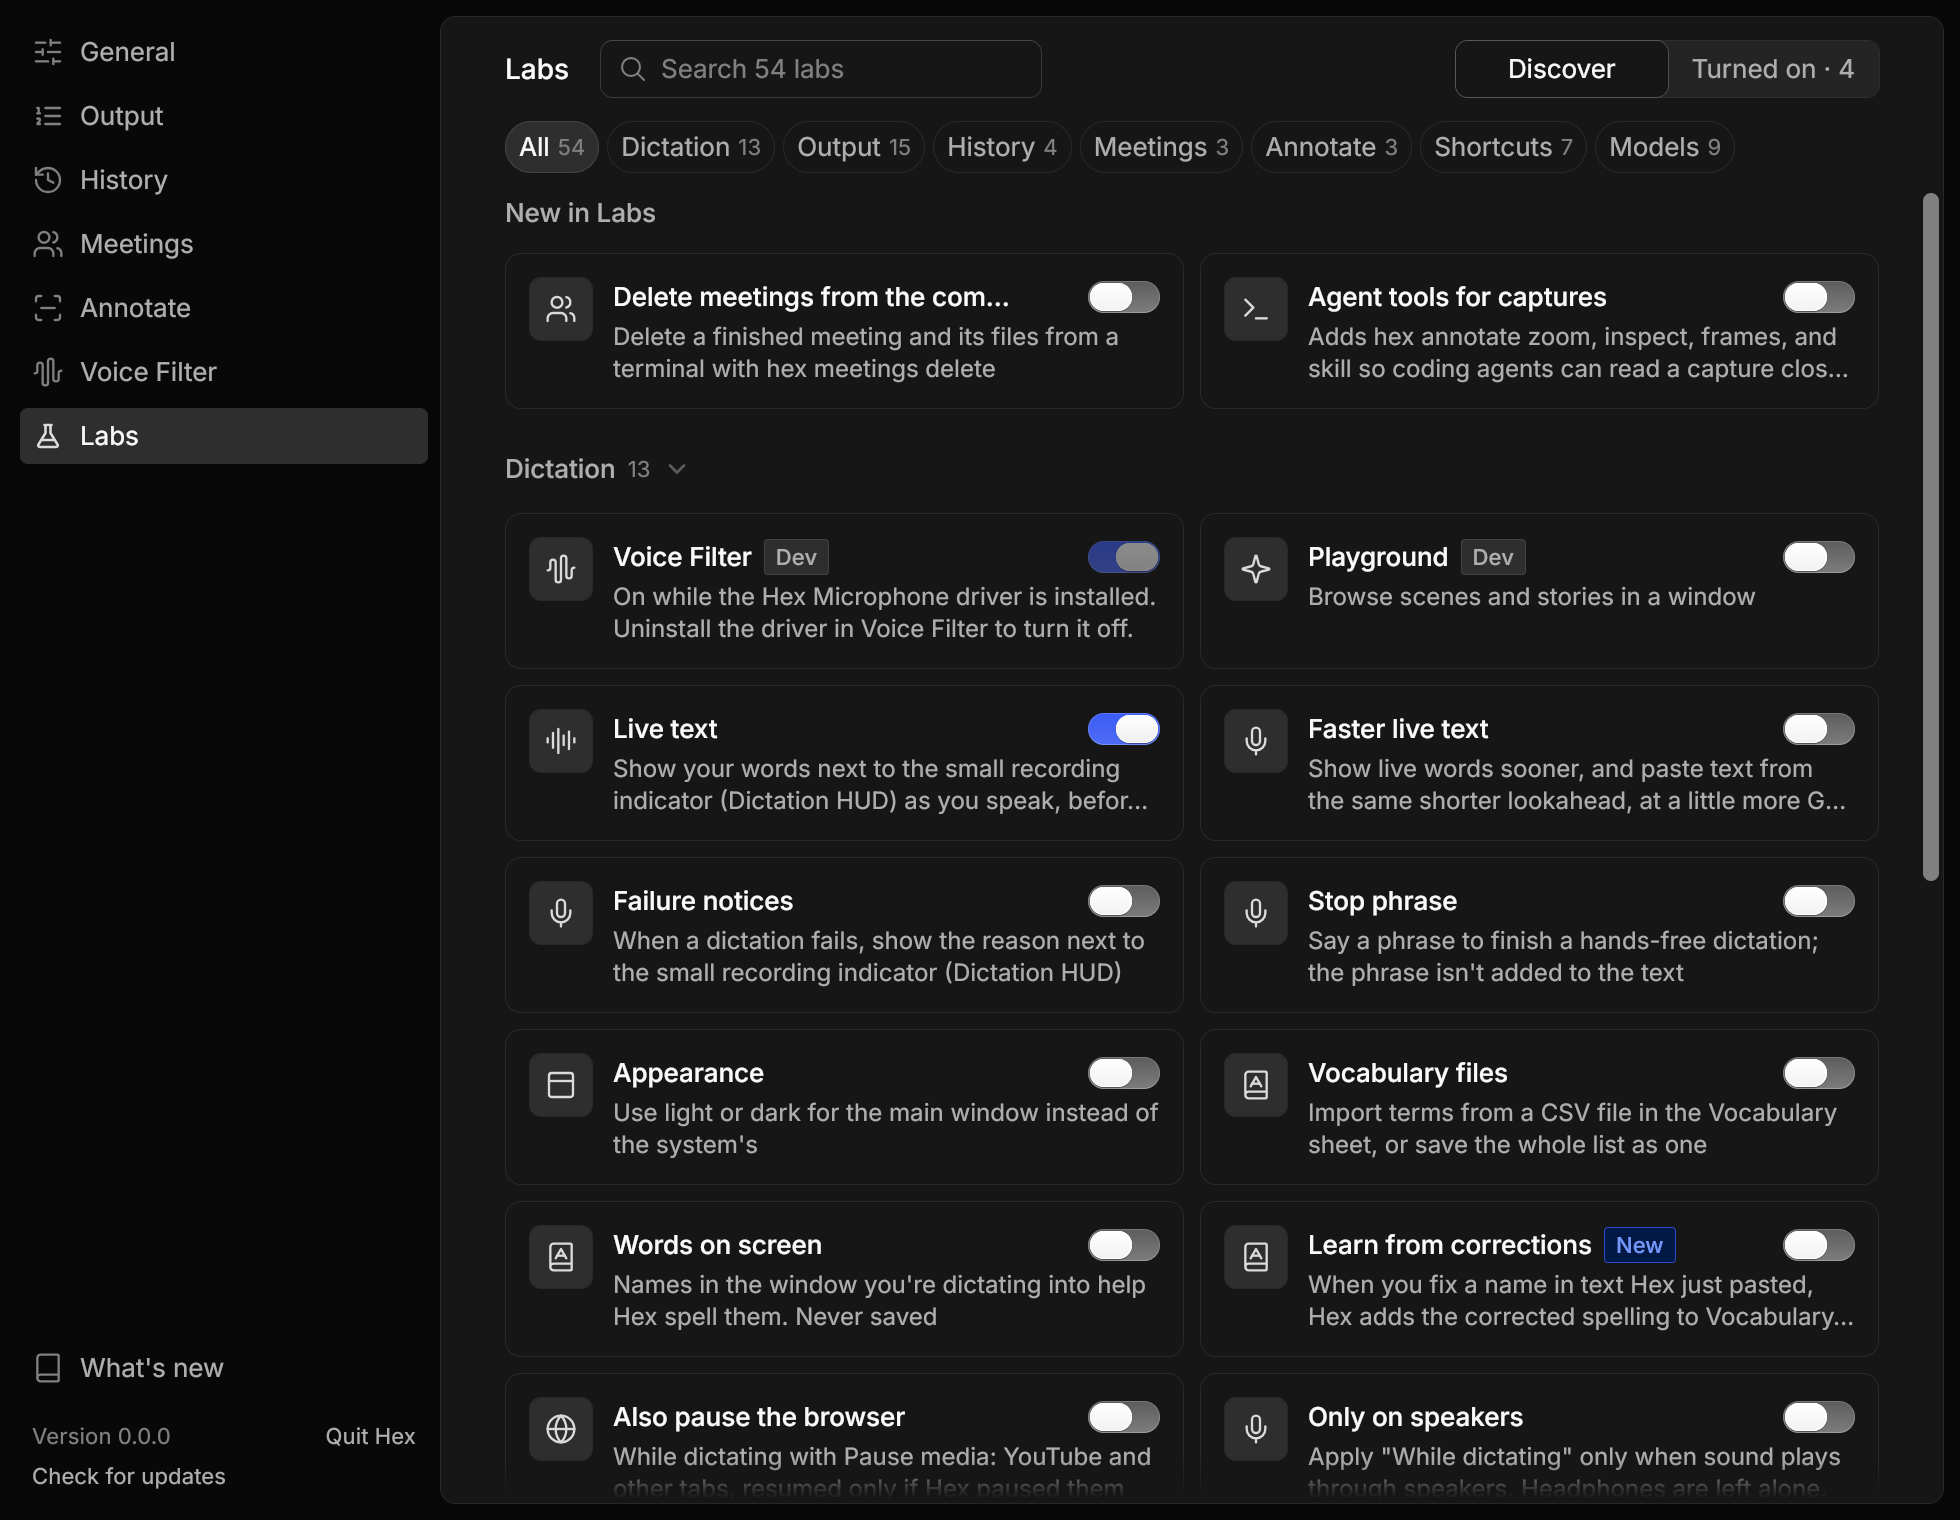 General
Output
History
Meetings
Annotate
Voice Filter
Labs
What's new
Version 0.0.0
Quit Hex
Check for updates
Labs
Search 54 labs
Discover
Turned on · 4
All 54
Dictation 13
Output 15
History 4
Meetings 3
Annotate 3
Shortcuts 7
Models 9
New in Labs
Delete meetings from the com...
Delete a finished meeting and its files from a
terminal with hex meetings delete
Agent tools for captures
Adds hex annotate zoom, inspect, frames, and
skill so coding agents can read a capture clos...
Dictation 13
Voice Filter Dev
On while the Hex Microphone driver is installed.
Uninstall the driver in Voice Filter to turn it off.
Playground Dev
Browse scenes and stories in a window
Live text
Show your words next to the small recording
indicator (Dictation HUD) as you speak, befor...
Faster live text
Show live words sooner, and paste text from
the same shorter lookahead, at a little more G...
Failure notices
When a dictation fails, show the reason next to
the small recording indicator (Dictation HUD)
Stop phrase
Say a phrase to finish a hands-free dictation;
the phrase isn't added to the text
Appearance
Use light or dark for the main window instead of
the system's
Vocabulary files
Import terms from a CSV file in the Vocabulary
sheet, or save the whole list as one
Words on screen
Names in the window you're dictating into help
Hex spell them. Never saved
Learn from corrections New
When you fix a name in text Hex just pasted,
Hex adds the corrected spelling to Vocabulary...
Also pause the browser
While dictating with Pause media: YouTube and
other tabs, resumed only if Hex paused them
Only on speakers
Apply "While dictating" only when sound plays
through speakers. Headphones are left alone.